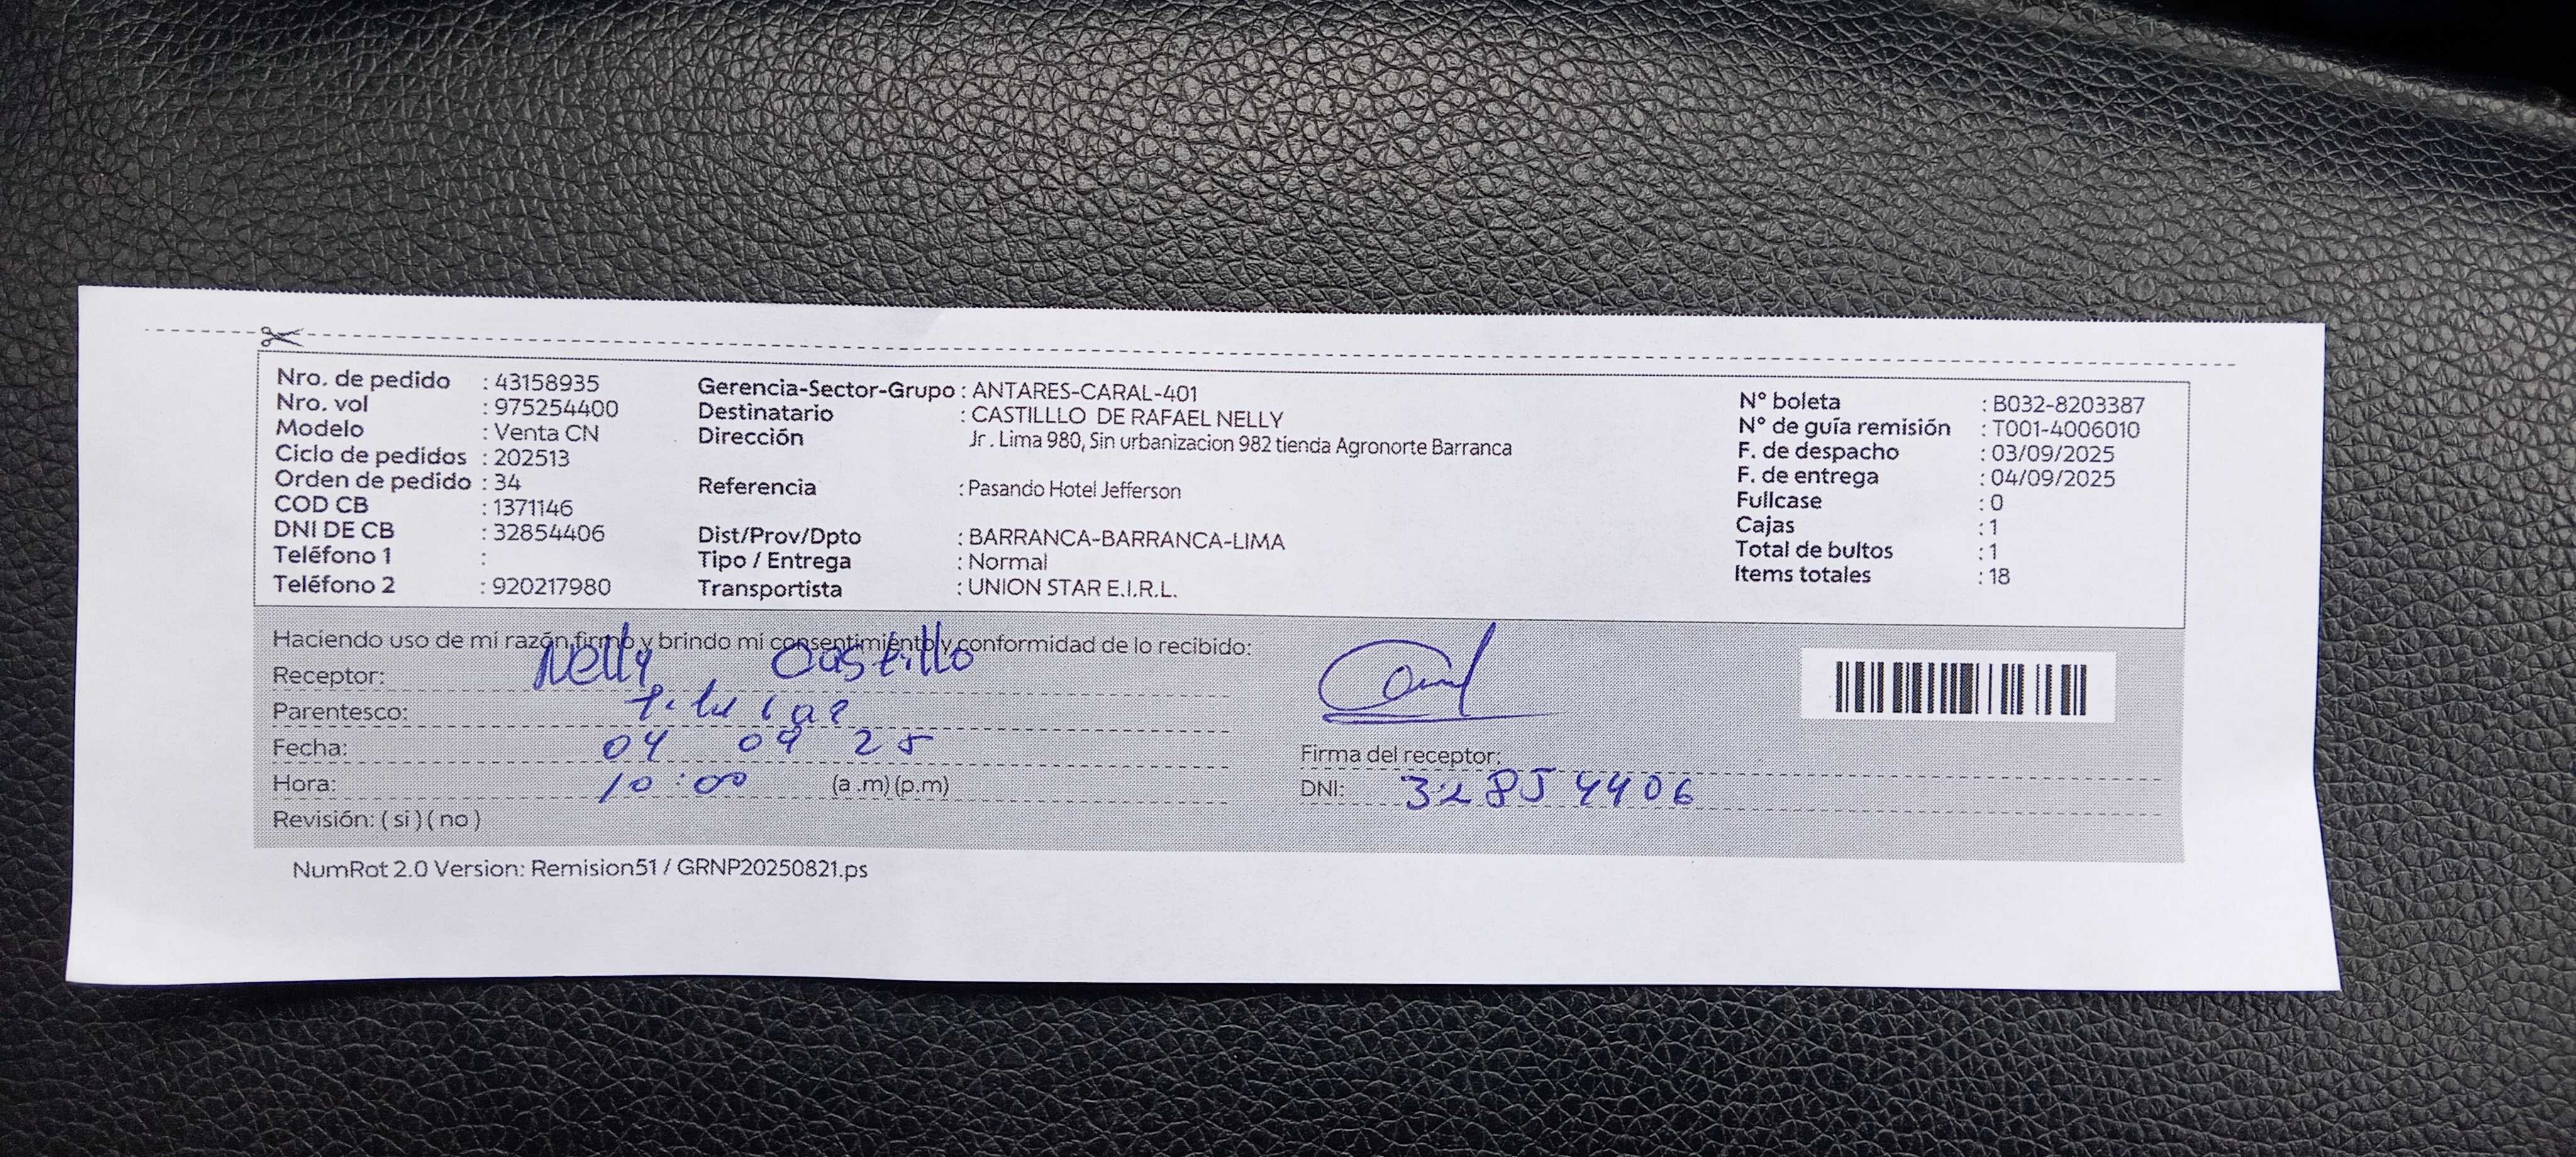 Nro. de pedido : 43158935
Nro. vol : 975254400
Modelo : Venta CN
Ciclo de pedidos : 202513
Orden de pedido : 34
COD CB : 1371146
DNI DE CB : 32854406
Teléfono 1 :
Teléfono 2 : 920217980
Gerencia-Sector-Grupo : ANTARES-CARAL-401
Destinatario : CASTILLLO DE RAFAEL NELLY
Dirección Jr. Lima 980, Sin urbanizacion 982 tienda Agronorte Barranca
Referencia : Pasando Hotel Jefferson
Dist/Prov/Dpto : BARRANCA-BARRANCA-LIMA
Tipo / Entrega : Normal
Transportista : UNION STAR E.I.R.L.
N° boleta : B032-8203387
N° de guía remisión : T001-4006010
F. de despacho : 03/09/2025
F. de entrega : 04/09/2025
Fullcase : 0
Cajas : 1
Total de bultos : 1
Items totales : 18
Haciendo uso de mi razón,firmo y brindo mi consentimiento y conformidad de lo recibido:
Receptor: Nelly Castillo
Parentesco: Titular
Fecha: 04 09 25
Hora: 10:00 (a.m)(p.m)
Revisión: ( si ) ( no )
Firma del receptor:
DNI: 32854406
NumRot 2.0 Version: Remision51 / GRNP20250821.ps